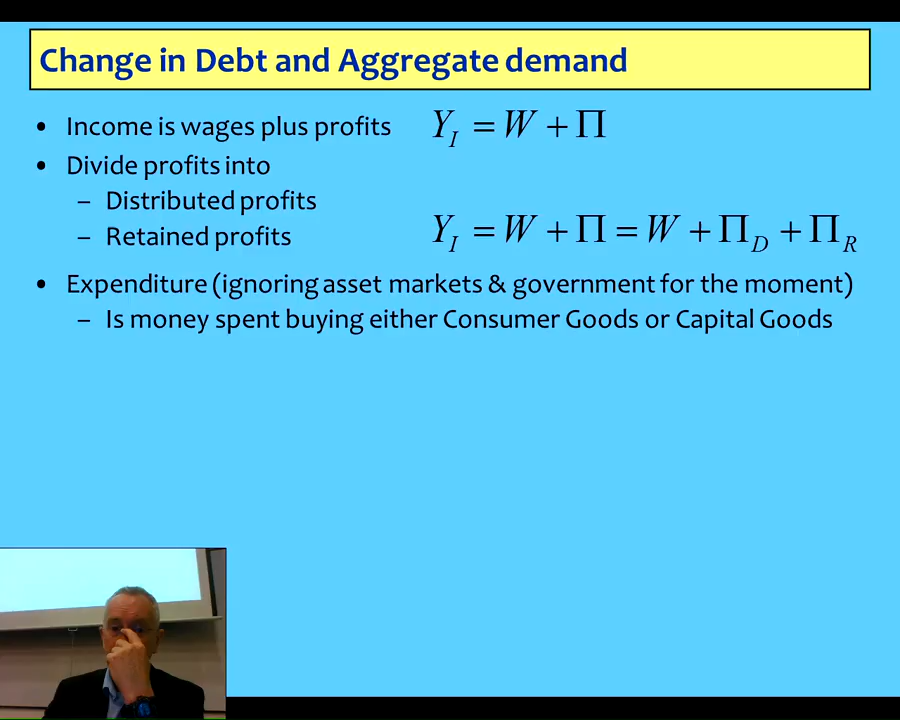 Change in Debt and Aggregate demand
• Income is wages plus profits Y_I = W + Π
• Divide profits into
– Distributed profits
– Retained profits Y_I = W + Π = W + Π_D + Π_R
• Expenditure (ignoring asset markets & government for the moment)
– Is money spent buying either Consumer Goods or Capital Goods